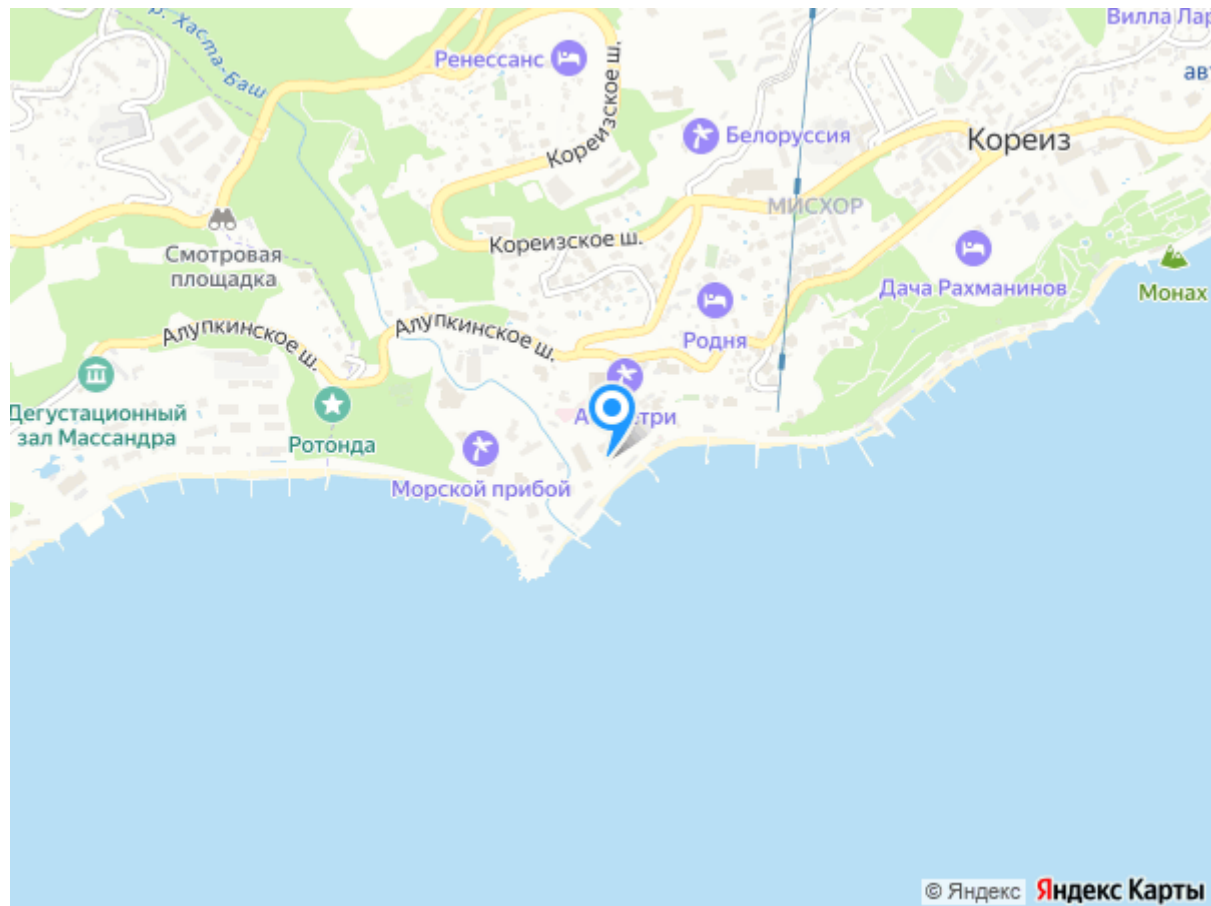 р. Хаста-Баш
Вилла Лар
Ренессанс
авт
Кореизское ш.
Белоруссия
Кореиз
МИСХОР
Кореизское ш.
Смотровая
площадка
Дача Рахманинов
Монах
Алупкинское ш.
Алупкинское ш.
Родня
Дегустационный
зал Массандра
Ротонда
Морской прибой
© Яндекс Яндекс Карты